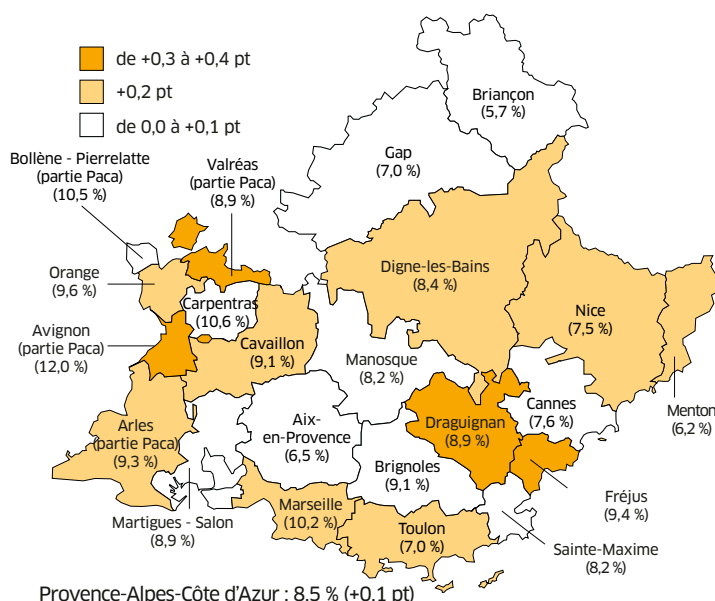 de +0,3 à +0,4 pt
+0,2 pt
de 0,0 à +0,1 pt
Briançon
(5,7 %)
Gap
(7,0 %)
Bollène - Pierrelatte
(partie Paca)
(10,5 %)
Valréas
(partie Paca)
(8,9 %)
Orange
(9,6 %)
Carpentras
(10,6 %)
Digne-les-Bains
(8,4 %)
Nice
(7,5 %)
Avignon
(partie Paca)
(12,0 %)
Cavaillon
(9,1 %)
Manosque
(8,2 %)
Menton
(6,2 %)
Cannes
(7,6 %)
Arles
(partie Paca)
(9,3 %)
Aix-
en-Provence
(6,5 %)
Draguignan
(8,9 %)
Brignoles
(9,1 %)
Fréjus
(9,4 %)
Martigues - Salon
(8,9 %)
Marseille
(10,2 %)
Toulon
(7,0 %)
Sainte-Maxime
(8,2 %)
Provence-Alpes-Côte d'Azur : 8,5 % (+0,1 pt)